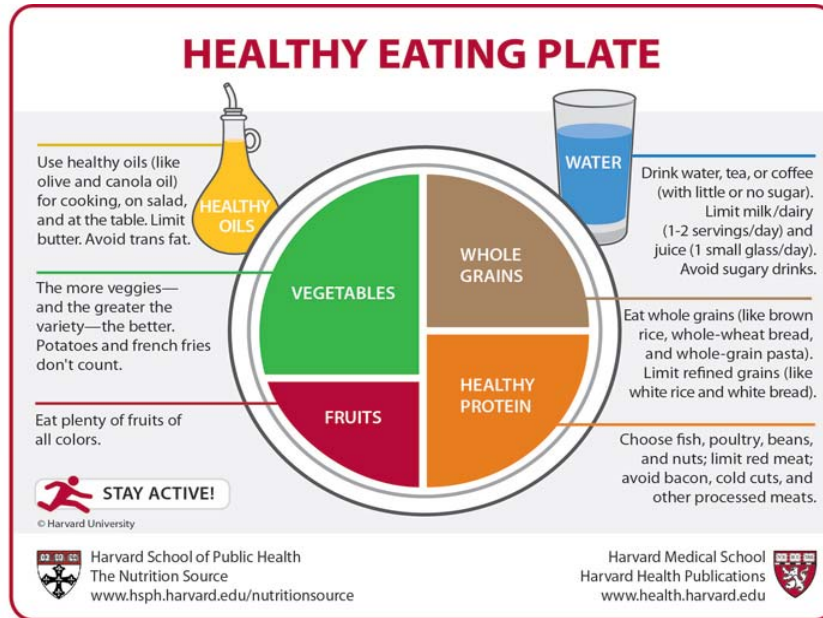 HEALTHY EATING PLATE
Use healthy oils (like
olive and canola oil)
for cooking, on salad,
and at the table. Limit
butter. Avoid trans fat.
HEALTHY
OILS
The more veggies—
and the greater the
variety—the better.
Potatoes and french fries
don't count.
Eat plenty of fruits of
all colors.
STAY ACTIVE!
© Harvard University
VEGETABLES
FRUITS
WHOLE
GRAINS
HEALTHY
PROTEIN
WATER
Drink water, tea, or coffee
(with little or no sugar).
Limit milk/dairy
(1-2 servings/day) and
juice (1 small glass/day).
Avoid sugary drinks.
Eat whole grains (like brown
rice, whole-wheat bread,
and whole-grain pasta).
Limit refined grains (like
white rice and white bread).
Choose fish, poultry, beans,
and nuts; limit red meat;
avoid bacon, cold cuts, and
other processed meats.
Harvard School of Public Health
The Nutrition Source
www.hsph.harvard.edu/nutritionsource
Harvard Medical School
Harvard Health Publications
www.health.harvard.edu